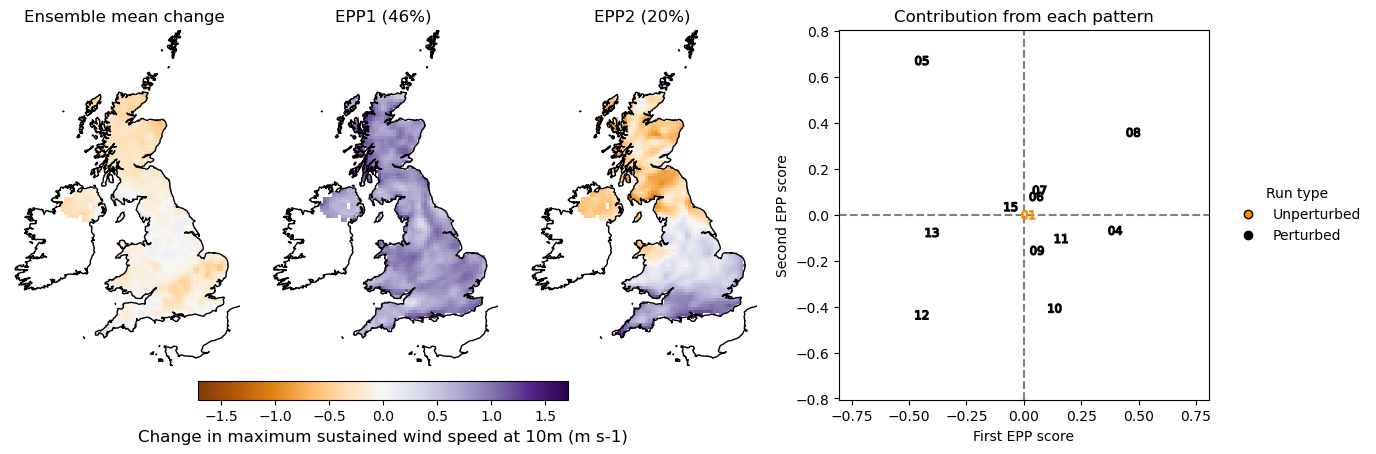 Ensemble mean change
EPP1 (46%)
EPP2 (20%)
Contribution from each pattern
−1.5 −1.0 −0.5 0.0 0.5 1.0 1.5
Change in maximum sustained wind speed at 10m (m s-1)
Second EPP score
0.8
0.6
0.4
0.2
0.0
−0.2
−0.4
−0.6
−0.8
05
08
07
06
15
01
04
13
11
09
10
12
−0.75 −0.50 −0.25 0.00 0.25 0.50 0.75
First EPP score
Run type
Unperturbed
Perturbed